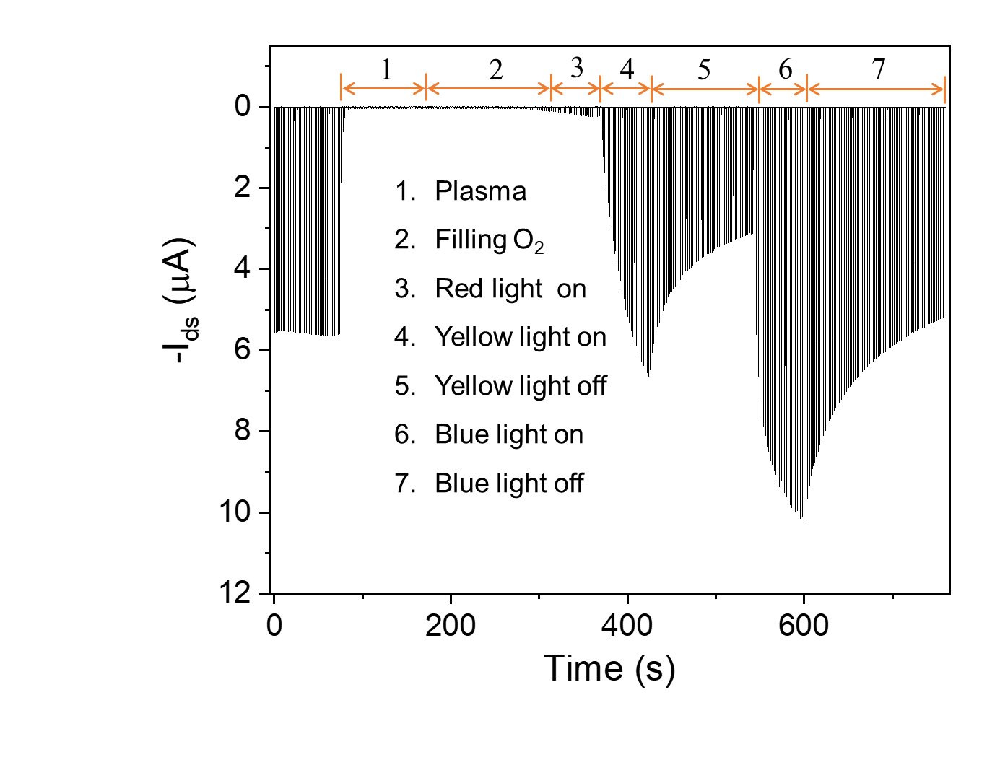 1 2 3 4 5 6 7
0
2
4
6
8
10
12
-I_ds (μA)
1. Plasma
2. Filling O₂
3. Red light on
4. Yellow light on
5. Yellow light off
6. Blue light on
7. Blue light off
0 200 400 600
Time (s)